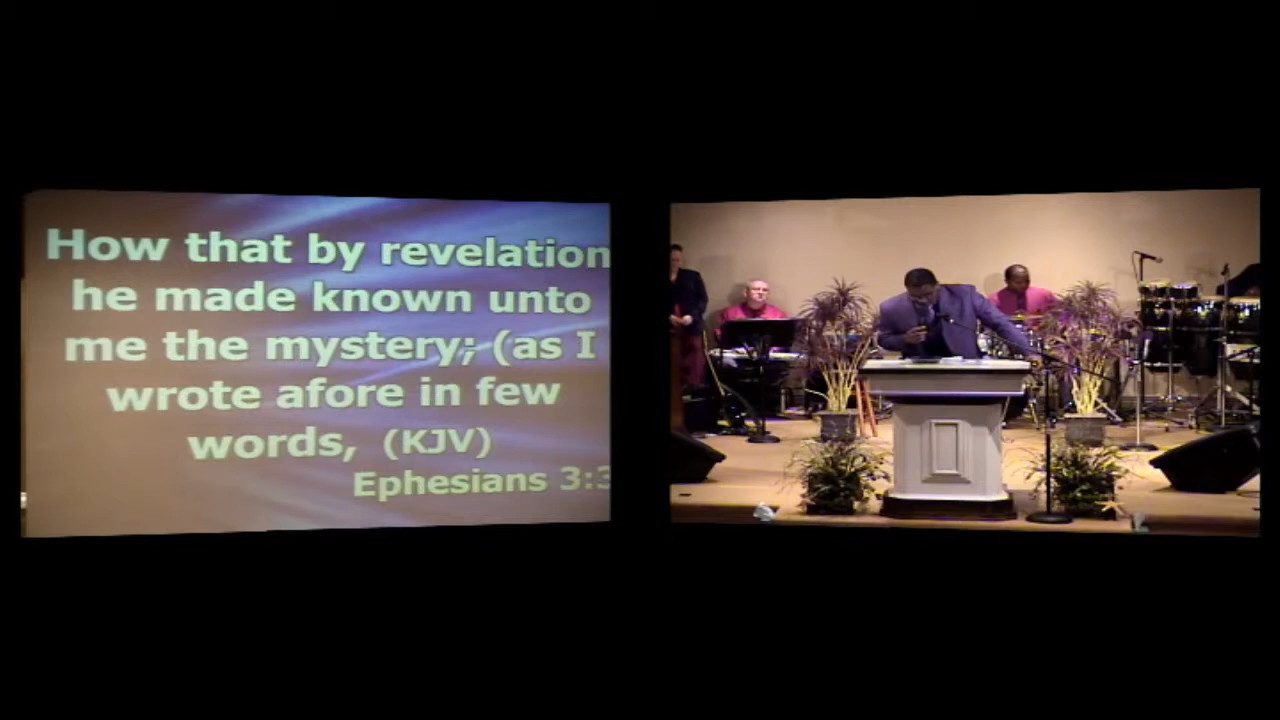 How that by revelation
he made known unto
me the mystery; (as I
wrote afore in few
words, (KJV)
Ephesians 3:3